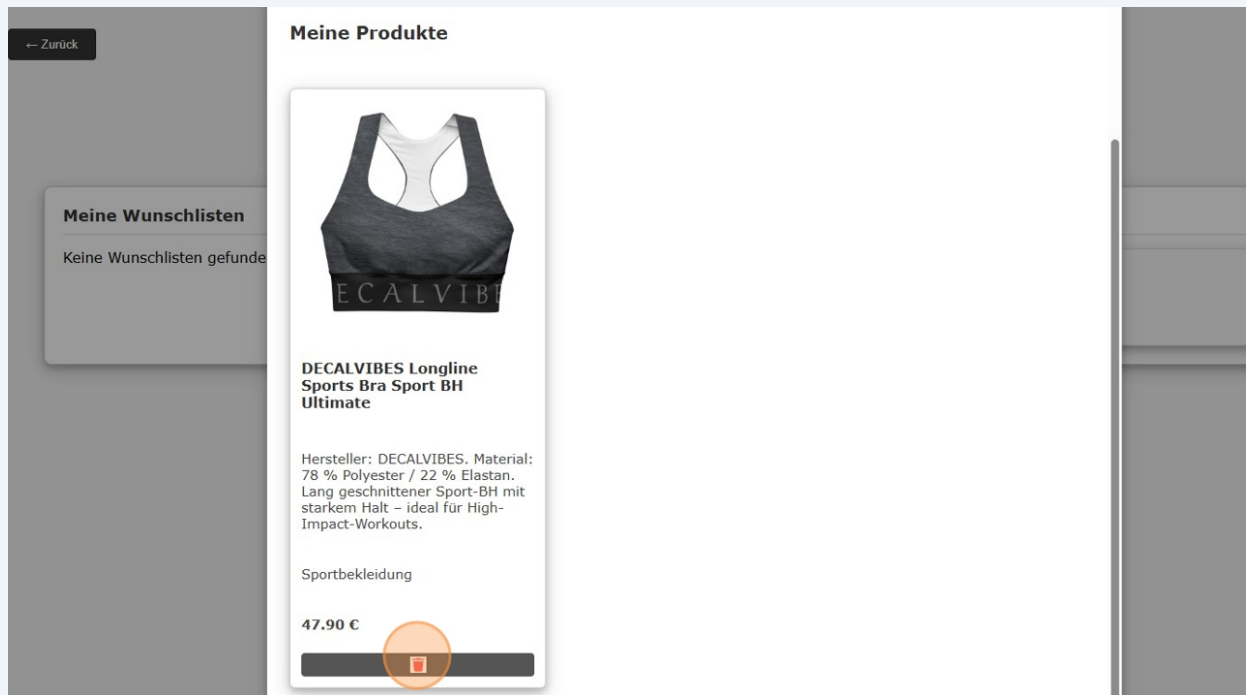 ← Zurück
Meine Produkte
Meine Wunschlisten
Keine Wunschlisten gefunde
ECALVIBE
DECALVIBES Longline
Sports Bra Sport BH
Ultimate
Hersteller: DECALVIBES. Material:
78 % Polyester / 22 % Elastan.
Lang geschnittener Sport-BH mit
starkem Halt – ideal für High-
Impact-Workouts.
Sportbekleidung
47.90 €